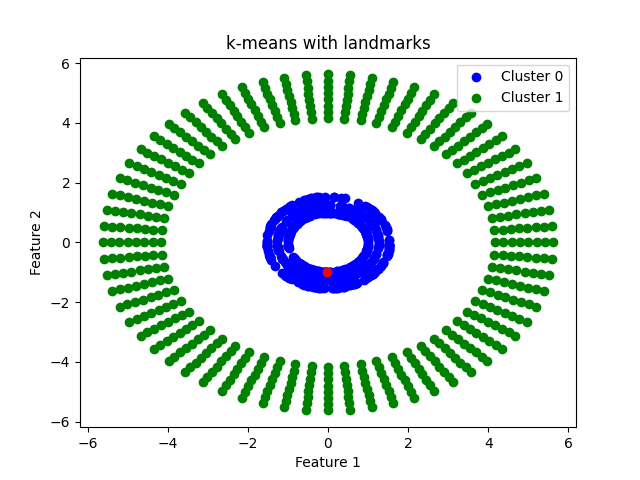 k-means with landmarks
Cluster 0
Cluster 1
6
4
2
0
−2
−4
−6
Feature 2
−6 −4 −2 0 2 4 6
Feature 1